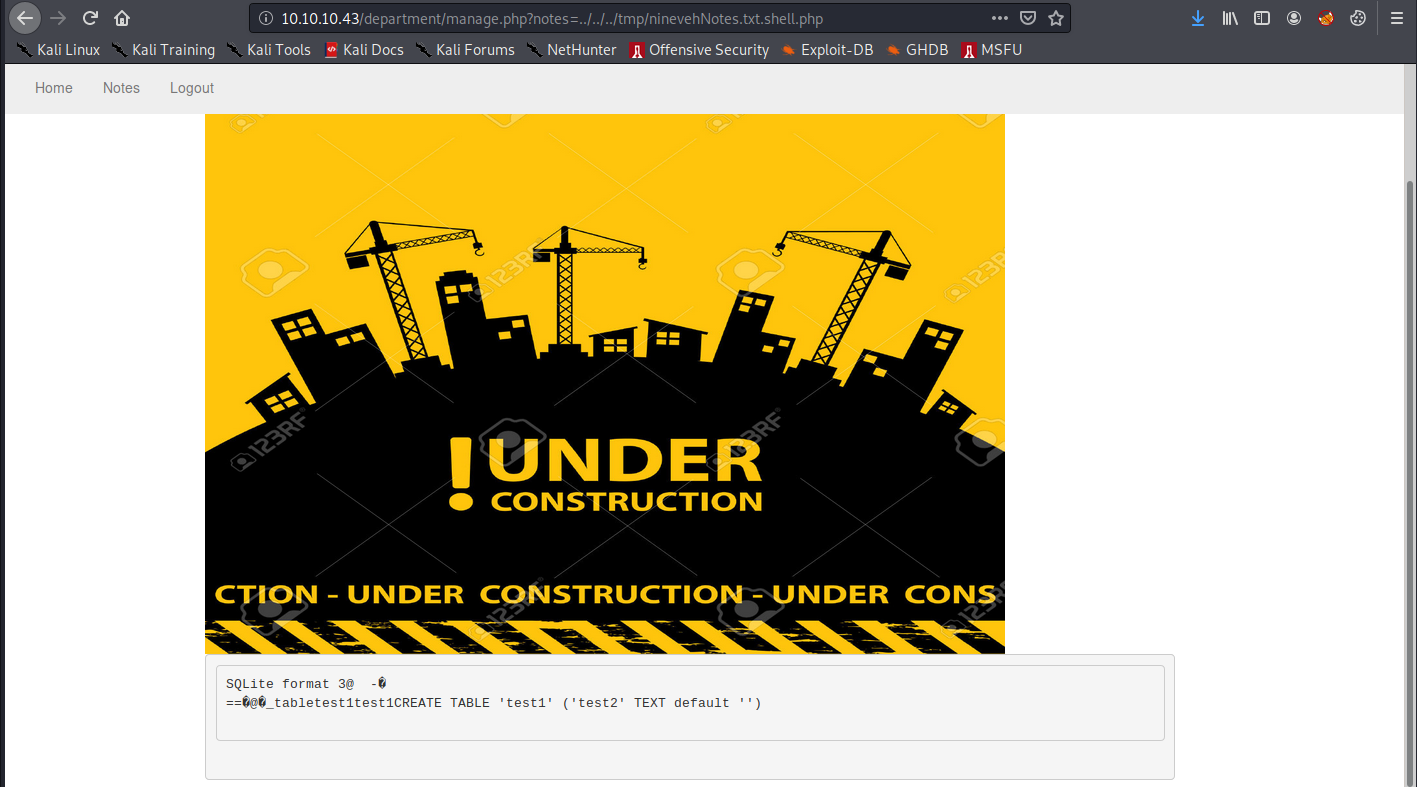 10.10.10.43/department/manage.php?notes=../../../tmp/ninevehNotes.txt.shell.php
Kali Linux Kali Training Kali Tools Kali Docs Kali Forums NetHunter Offensive Security Exploit-DB GHDB MSFU
Home Notes Logout
123RF
!UNDER
CONSTRUCTION
CTION - UNDER CONSTRUCTION - UNDER CONS
SQLite format 3@  -�
==�@�_tabletest1test1CREATE TABLE 'test1' ('test2' TEXT default '')